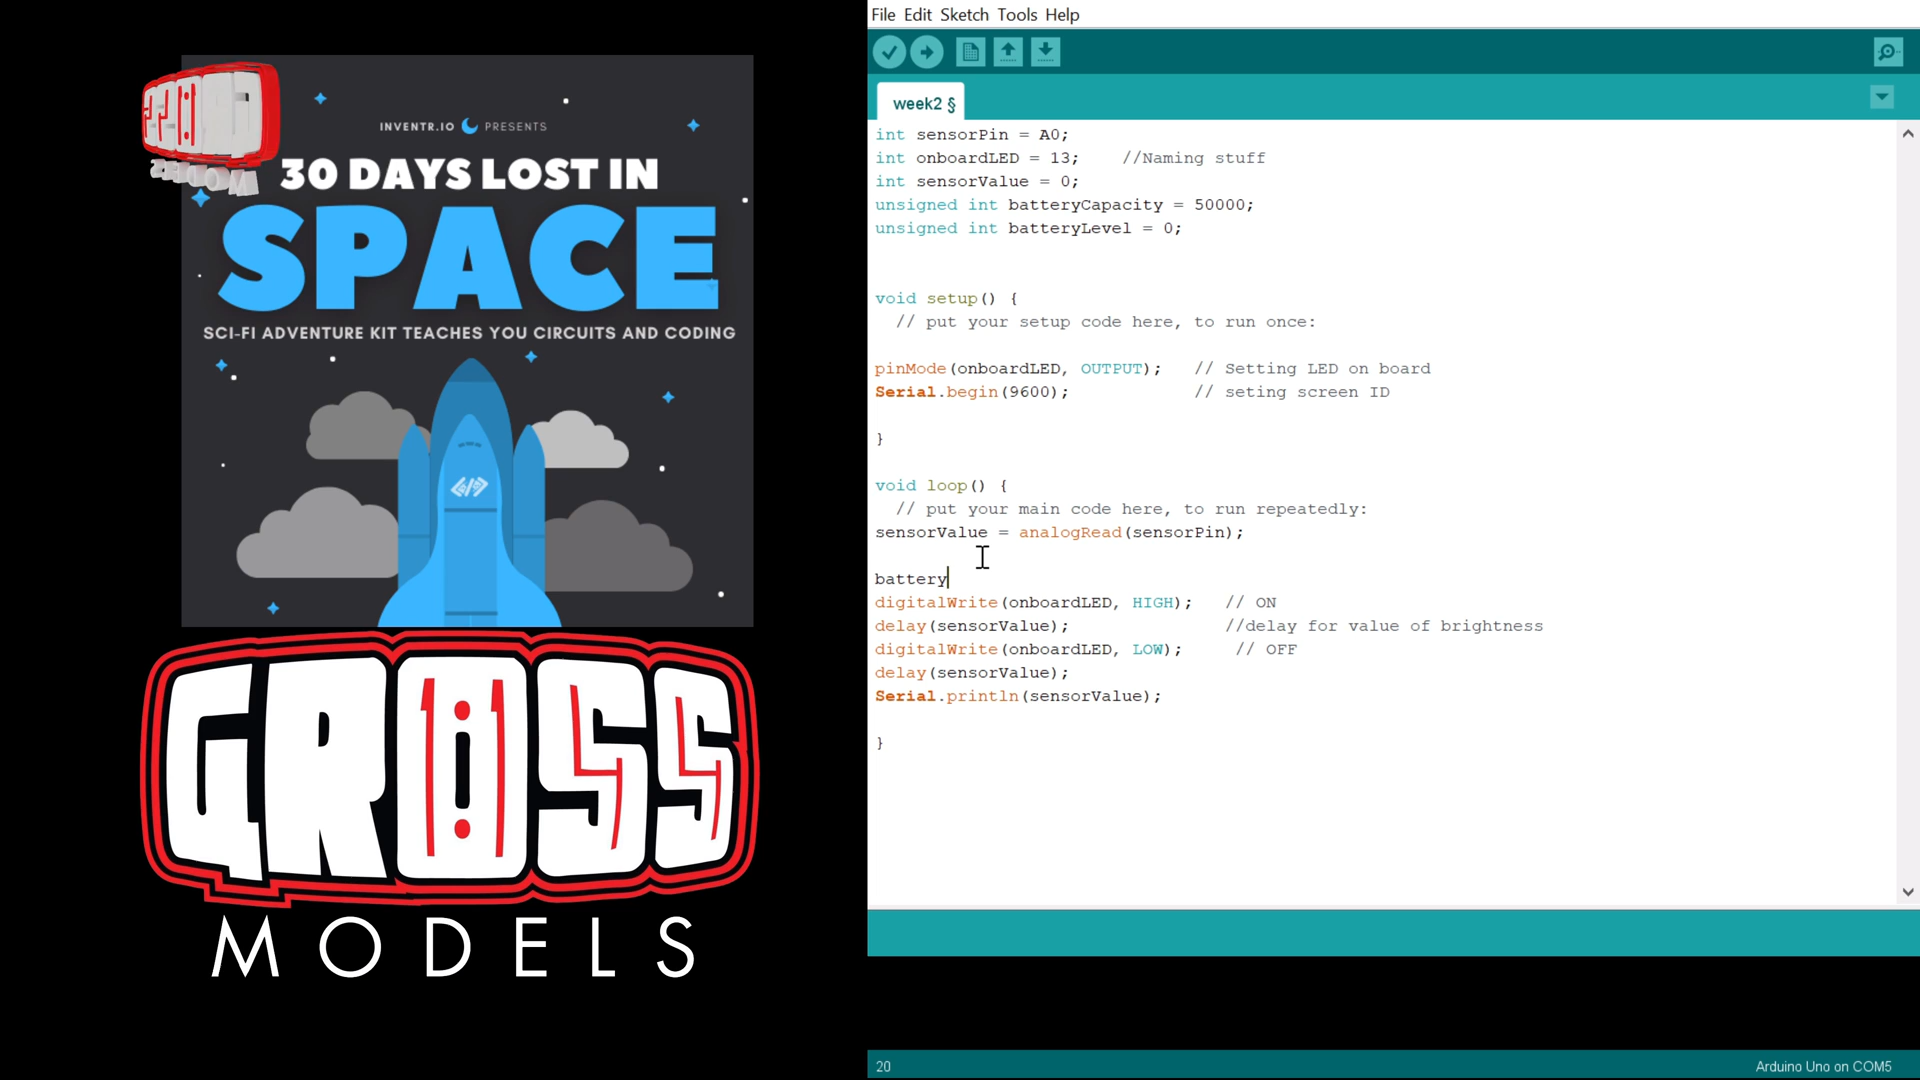 INVENTR.IO PRESENTS
30 DAYS LOST IN
SPACE
SCI-FI ADVENTURE KIT TEACHES YOU CIRCUITS AND CODING
</>
GROSS
MODELS
File Edit Sketch Tools Help
week2 §
int sensorPin = A0;
int onboardLED = 13;    //Naming stuff
int sensorValue = 0;
unsigned int batteryCapacity = 50000;
unsigned int batteryLevel = 0;
void setup() {
// put your setup code here, to run once:
pinMode(onboardLED, OUTPUT);   // Setting LED on board
Serial.begin(9600);            // seting screen ID
}
void loop() {
// put your main code here, to run repeatedly:
sensorValue = analogRead(sensorPin);
battery
digitalWrite(onboardLED, HIGH);   // ON
delay(sensorValue);               //delay for value of brightness
digitalWrite(onboardLED, LOW);     // OFF
delay(sensorValue);
Serial.println(sensorValue);
}
20
Arduino Uno on COM5